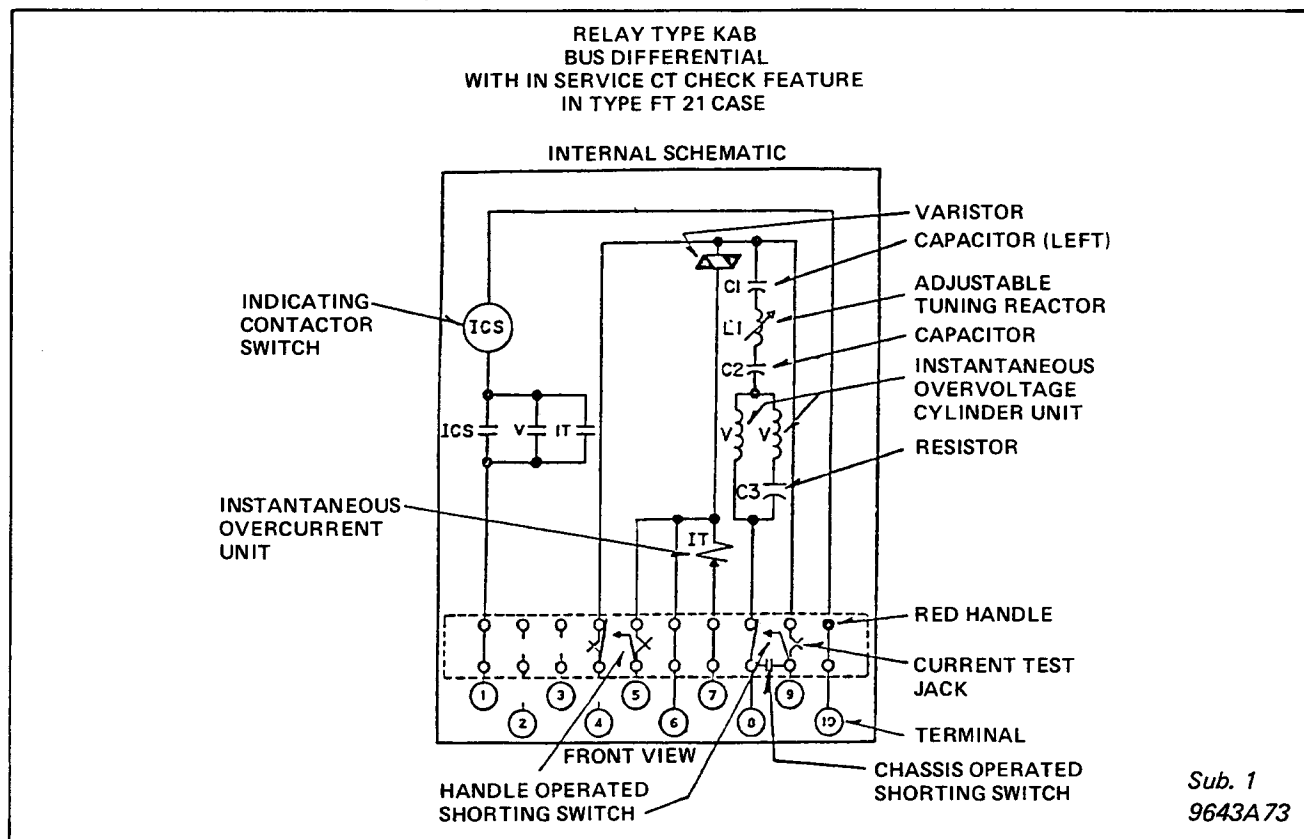 RELAY TYPE KAB
BUS DIFFERENTIAL
WITH IN SERVICE CT CHECK FEATURE
IN TYPE FT 21 CASE
INTERNAL SCHEMATIC
VARISTOR
CAPACITOR (LEFT)
C1
INDICATING
CONTACTOR
SWITCH
ICS
ADJUSTABLE
TUNING REACTOR
L1
CAPACITOR
C2
INSTANTANEOUS
OVERVOLTAGE
CYLINDER UNIT
ICS V IT
V V
RESISTOR
C3
INSTANTANEOUS
OVERCURRENT
UNIT
IT
RED HANDLE
CURRENT TEST
JACK
1 3 5 7 9
2 4 6 8 10
TERMINAL
FRONT VIEW
HANDLE OPERATED
SHORTING SWITCH
CHASSIS OPERATED
SHORTING SWITCH
Sub. 1
9643A73